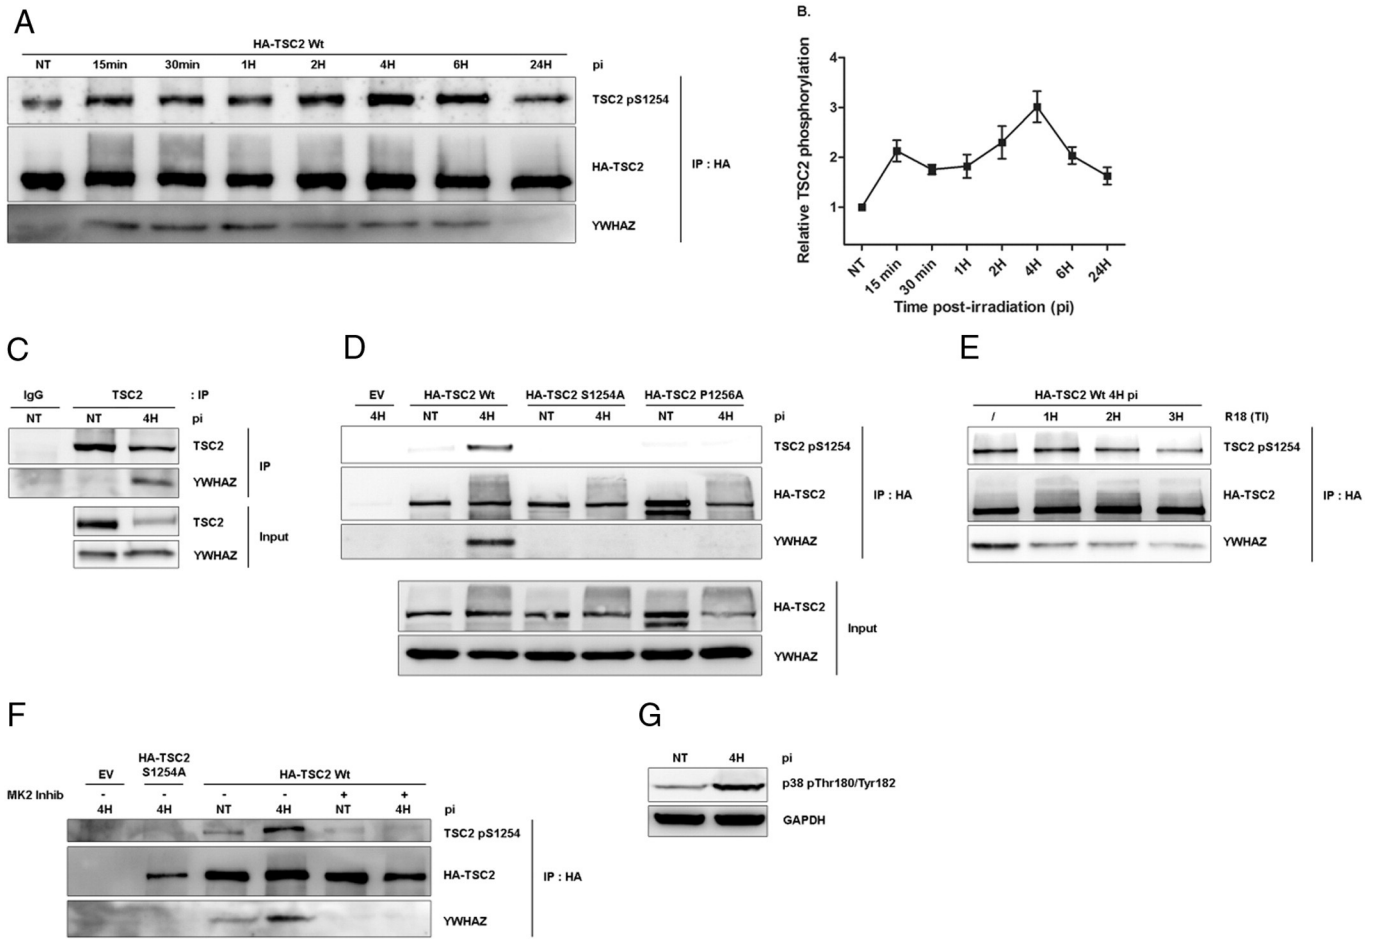 A
HA-TSC2 Wt
NT 15min 30min 1H 2H 4H 6H 24H pi
TSC2 pS1254
HA-TSC2
IP : HA
YWHAZ
B.
Relative TSC2 phosphorylation
4
3
2
1
NT 15 min 30 min 1H 2H 4H 6H 24H
Time post-irradiation (pi)
C
IgG TSC2 : IP
NT NT 4H pi
TSC2
IP
YWHAZ
TSC2
Input
YWHAZ
D
EV HA-TSC2 Wt HA-TSC2 S1254A HA-TSC2 P1256A
4H NT 4H NT 4H NT 4H pi
TSC2 pS1254
HA-TSC2
IP : HA
YWHAZ
HA-TSC2
Input
YWHAZ
E
HA-TSC2 Wt 4H pi
/ 1H 2H 3H R18 (TI)
TSC2 pS1254
HA-TSC2
IP : HA
YWHAZ
F
HA-TSC2
EV S1254A HA-TSC2 Wt
MK2 Inhib - - - - + +
4H 4H NT 4H NT 4H pi
TSC2 pS1254
HA-TSC2
IP : HA
YWHAZ
G
NT 4H pi
p38 pThr180/Tyr182
GAPDH